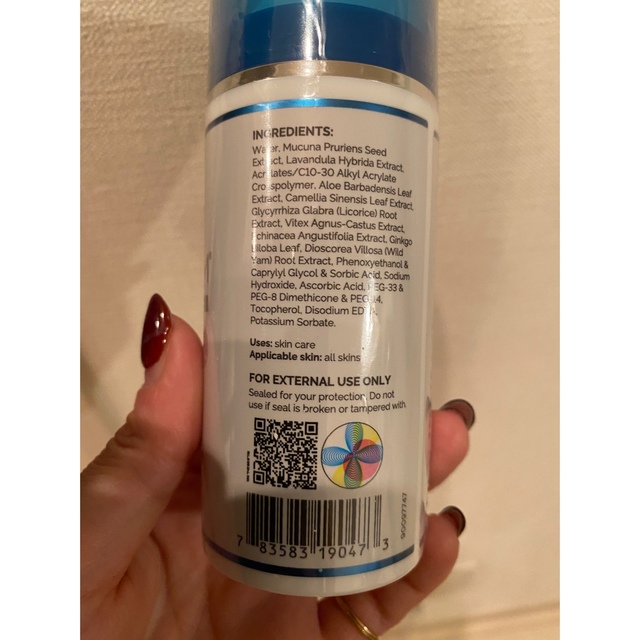 INGREDIENTS:
Water, Mucuna Pruriens Seed
Extract, Lavandula Hybrida Extract,
Acrylates/C10-30 Alkyl Acrylate
Crosspolymer, Aloe Barbadensis Leaf
Extract, Camellia Sinensis Leaf Extract,
Glycyrrhiza Glabra (Licorice) Root
Extract, Vitex Agnus-Castus Extract,
Echinacea Angustifolia Extract, Ginkgo
Biloba Leaf, Dioscorea Villosa (Wild
Yam) Root Extract, Phenoxyethanol &
Caprylyl Glycol & Sorbic Acid, Sodium
Hydroxide, Ascorbic Acid, PEG-33 &
PEG-8 Dimethicone & PEG-14,
Tocopherol, Disodium EDTA,
Potassium Sorbate.
Uses: skin care
Applicable skin: all skins
FOR EXTERNAL USE ONLY
Sealed for your protection. Do not
use if seal is broken or tampered with.
7 83583 19047 3